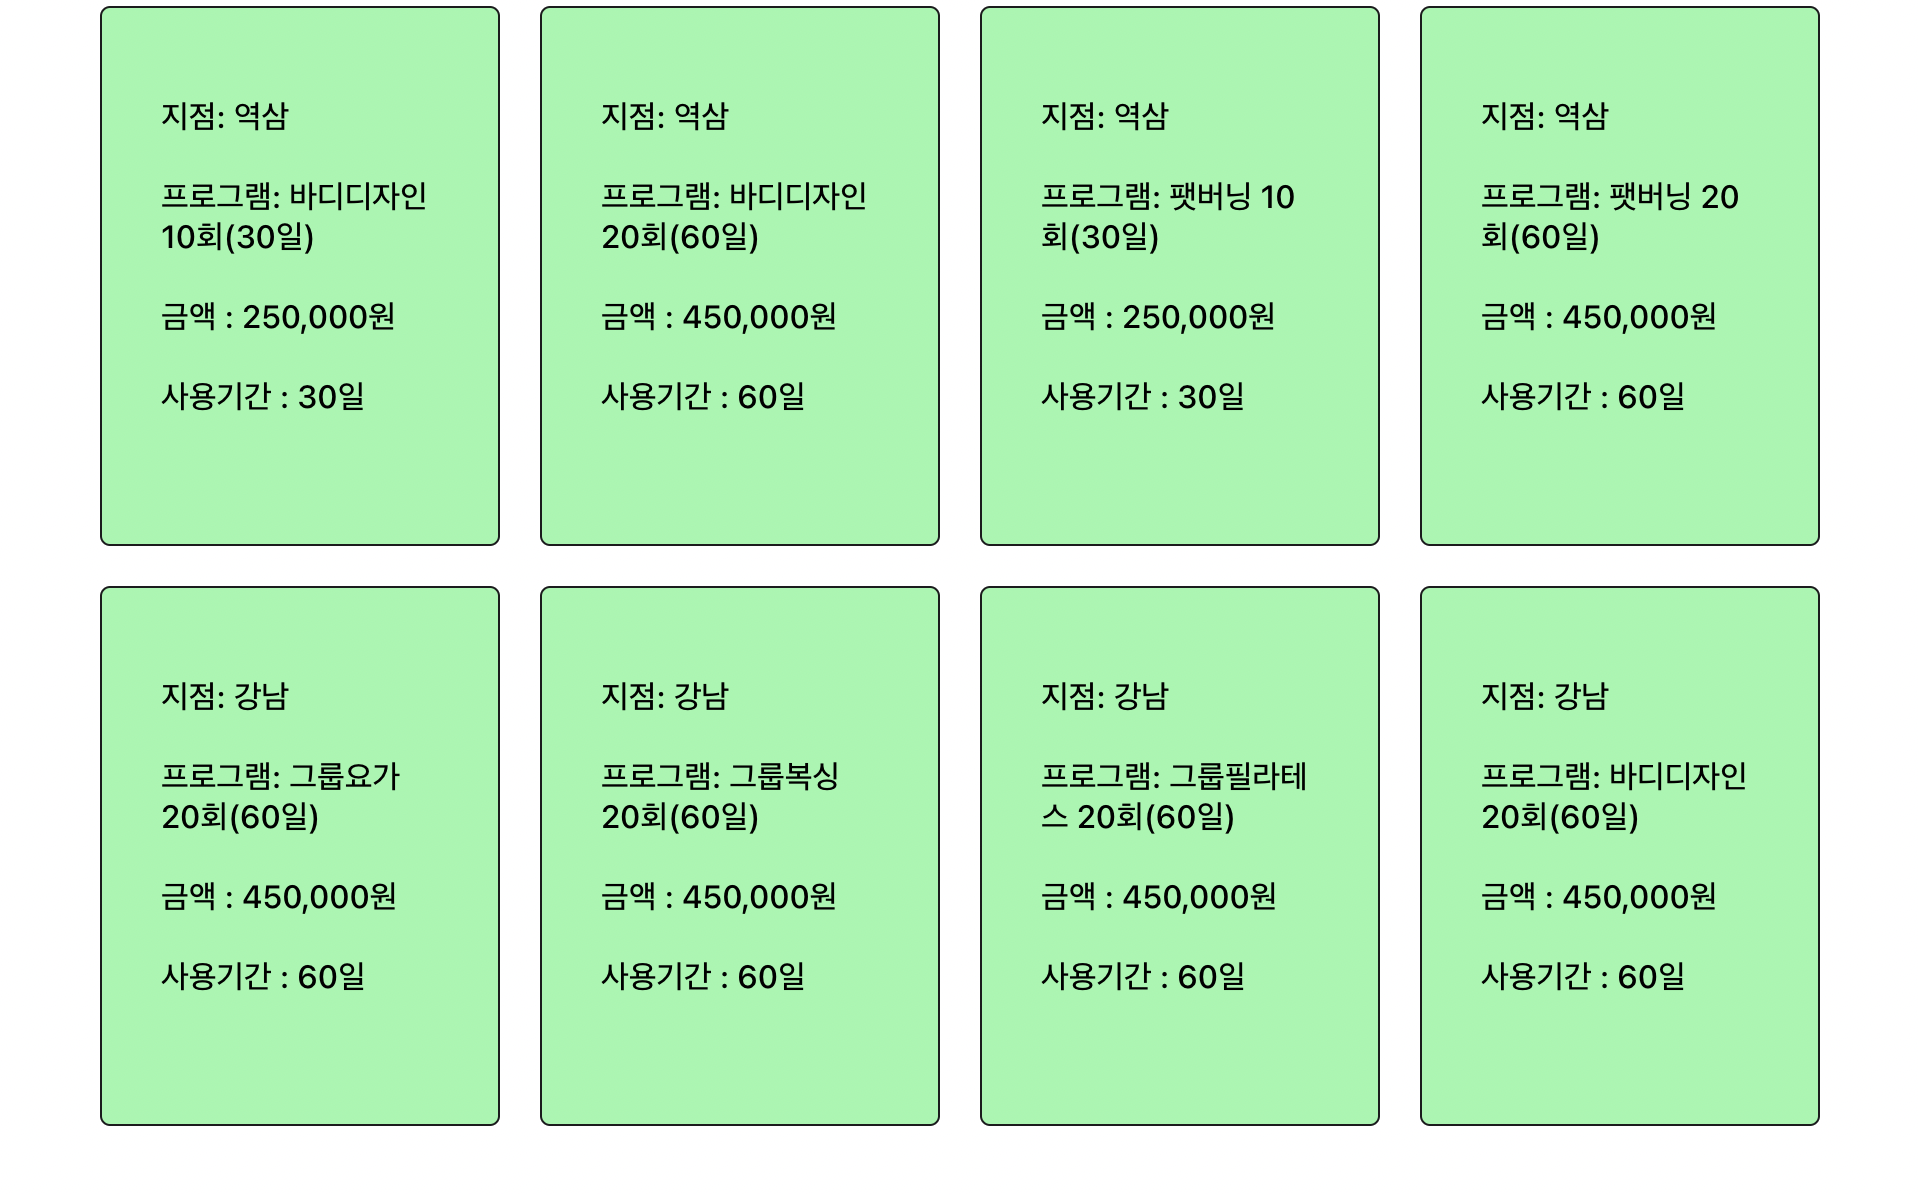 지점: 역삼
프로그램: 바디디자인
10회(30일)
금액 : 250,000원
사용기간 : 30일
지점: 역삼
프로그램: 바디디자인
20회(60일)
금액 : 450,000원
사용기간 : 60일
지점: 역삼
프로그램: 팻버닝 10
회(30일)
금액 : 250,000원
사용기간 : 30일
지점: 역삼
프로그램: 팻버닝 20
회(60일)
금액 : 450,000원
사용기간 : 60일
지점: 강남
프로그램: 그룹요가
20회(60일)
금액 : 450,000원
사용기간 : 60일
지점: 강남
프로그램: 그룹복싱
20회(60일)
금액 : 450,000원
사용기간 : 60일
지점: 강남
프로그램: 그룹필라테
스 20회(60일)
금액 : 450,000원
사용기간 : 60일
지점: 강남
프로그램: 바디디자인
20회(60일)
금액 : 450,000원
사용기간 : 60일